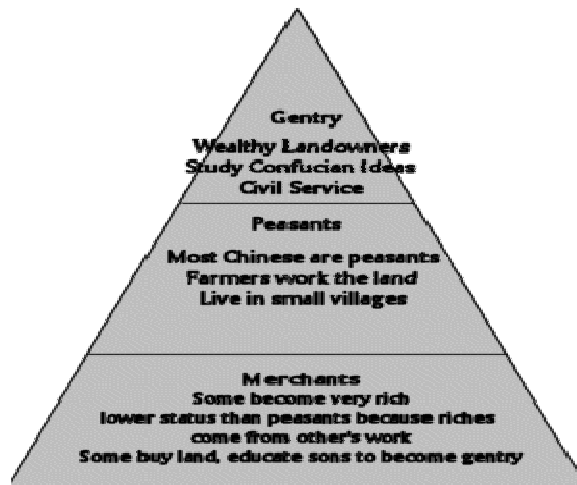 Gentry
Wealthy Landowners
Study Confucian Ideas
Civil Service
Peasants
Most Chinese are peasants
Farmers work the land
Live in small villages
Merchants
Some become very rich
lower status than peasants because riches
come from other's work
Some buy land, educate sons to become gentry